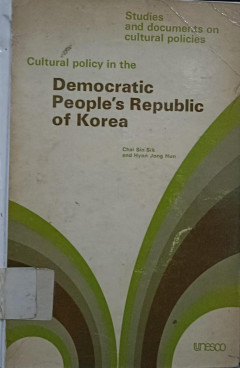 Studies
and documents on
cultural policies
Cultural policy in the
Democratic
People's Republic
of Korea
Chai Sin Sik
and Hyon Jong Hun
unesco